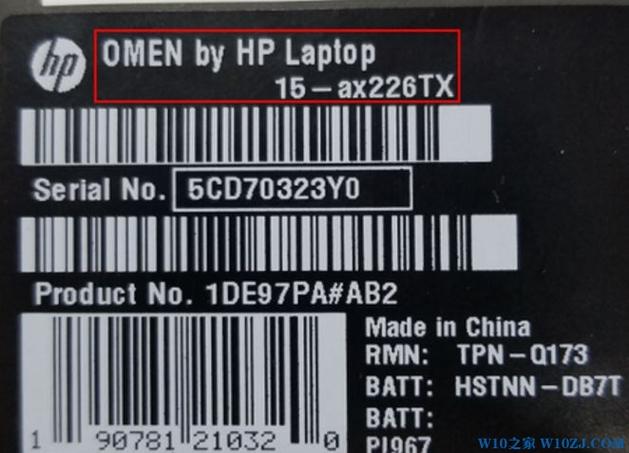 hp
OMEN by HP Laptop
15-ax226TX
Serial No. 5CD70323Y0
Product No. 1DE97PA#AB2
Made in China
RMN: TPN-Q173
BATT: HSTNN-DB7T
BATT:
PI967
1 90781 21032 0
W10之家 W10ZJ.COM